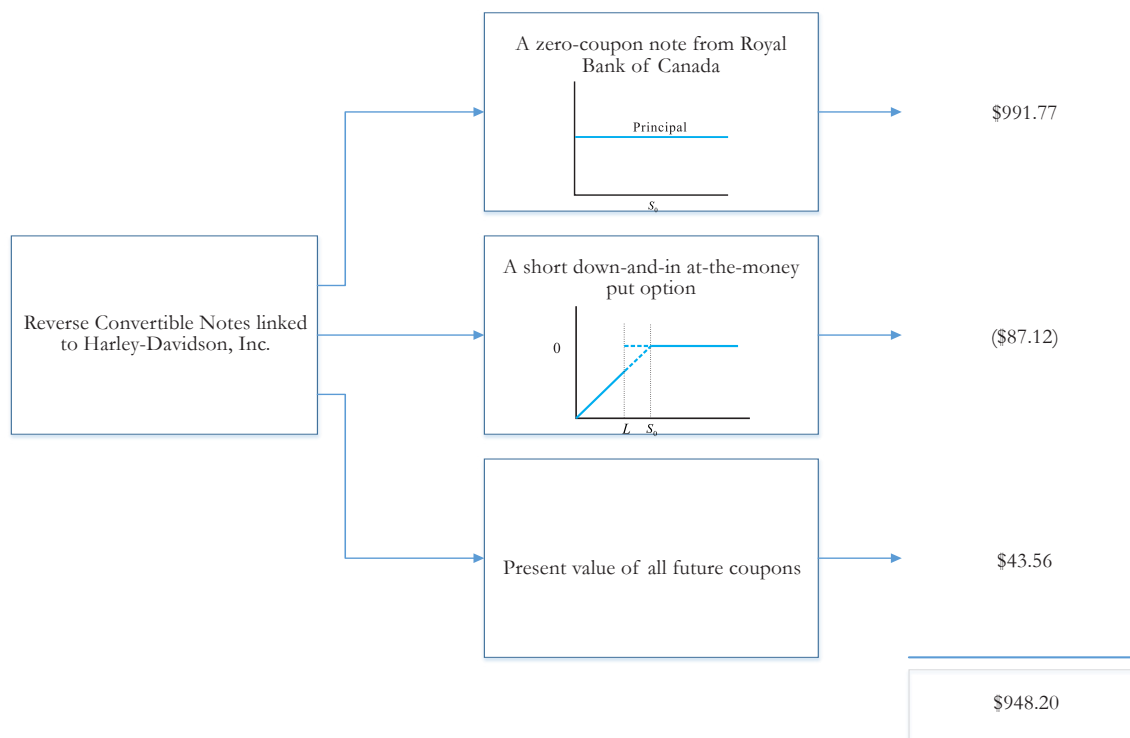 A zero-coupon note from Royal
Bank of Canada
Principal
S₀
$991.77
Reverse Convertible Notes linked
to Harley-Davidson, Inc.
A short down-and-in at-the-money
put option
0
L S₀
($87.12)
Present value of all future coupons
$43.56
$948.20